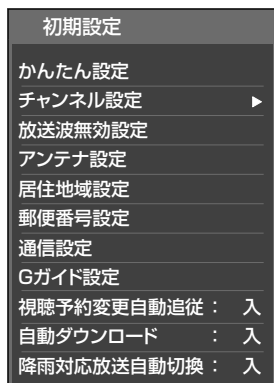 初期設定
かんたん設定
チャンネル設定 ▶
放送波無効設定
アンテナ設定
居住地域設定
郵便番号設定
通信設定
Gガイド設定
視聴予約変更自動追従： 入
自動ダウンロード ： 入
降雨対応放送自動切換： 入